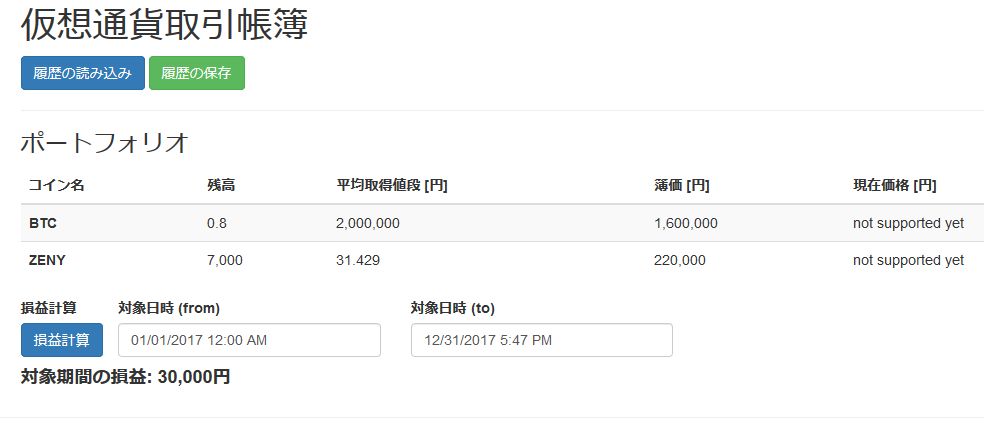 仮想通貨取引帳簿
履歴の読み込み 履歴の保存
ポートフォリオ
コイン名 残高 平均取得値段 [円] 簿価 [円] 現在価格 [円]
BTC 0.8 2,000,000 1,600,000 not supported yet
ZENY 7,000 31.429 220,000 not supported yet
損益計算 対象日時 (from) 対象日時 (to)
損益計算 01/01/2017 12:00 AM 12/31/2017 5:47 PM
対象期間の損益: 30,000円